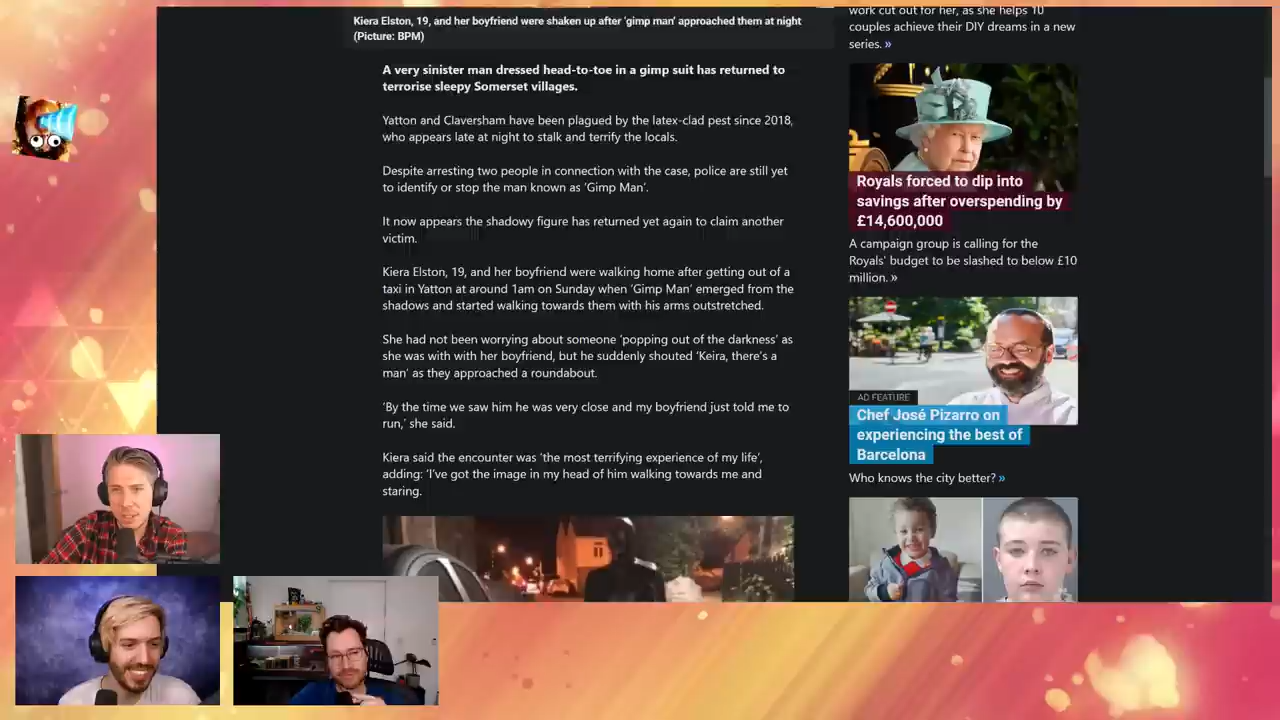 Kiera Elston, 19, and her boyfriend were shaken up after 'gimp man' approached them at night
(Picture: BPM)
A very sinister man dressed head-to-toe in a gimp suit has returned to
terrorise sleepy Somerset villages.
Yatton and Claversham have been plagued by the latex-clad pest since 2018,
who appears late at night to stalk and terrify the locals.
Despite arresting two people in connection with the case, police are still yet
to identify or stop the man known as 'Gimp Man'.
It now appears the shadowy figure has returned yet again to claim another
victim.
Kiera Elston, 19, and her boyfriend were walking home after getting out of a
taxi in Yatton at around 1am on Sunday when 'Gimp Man' emerged from the
shadows and started walking towards them with his arms outstretched.
She had not been worrying about someone 'popping out of the darkness' as
she was with with her boyfriend, but he suddenly shouted 'Keira, there's a
man' as they approached a roundabout.
'By the time we saw him he was very close and my boyfriend just told me to
run,' she said.
Kiera said the encounter was 'the most terrifying experience of my life',
adding: 'I've got the image in my head of him walking towards me and
staring.
work cut out for her, as she helps 10
couples achieve their DIY dreams in a new
series. »
Royals forced to dip into
savings after overspending by
£14,600,000
A campaign group is calling for the
Royals' budget to be slashed to below £10
million. »
AD FEATURE
Chef José Pizarro on
experiencing the best of
Barcelona
Who knows the city better? »